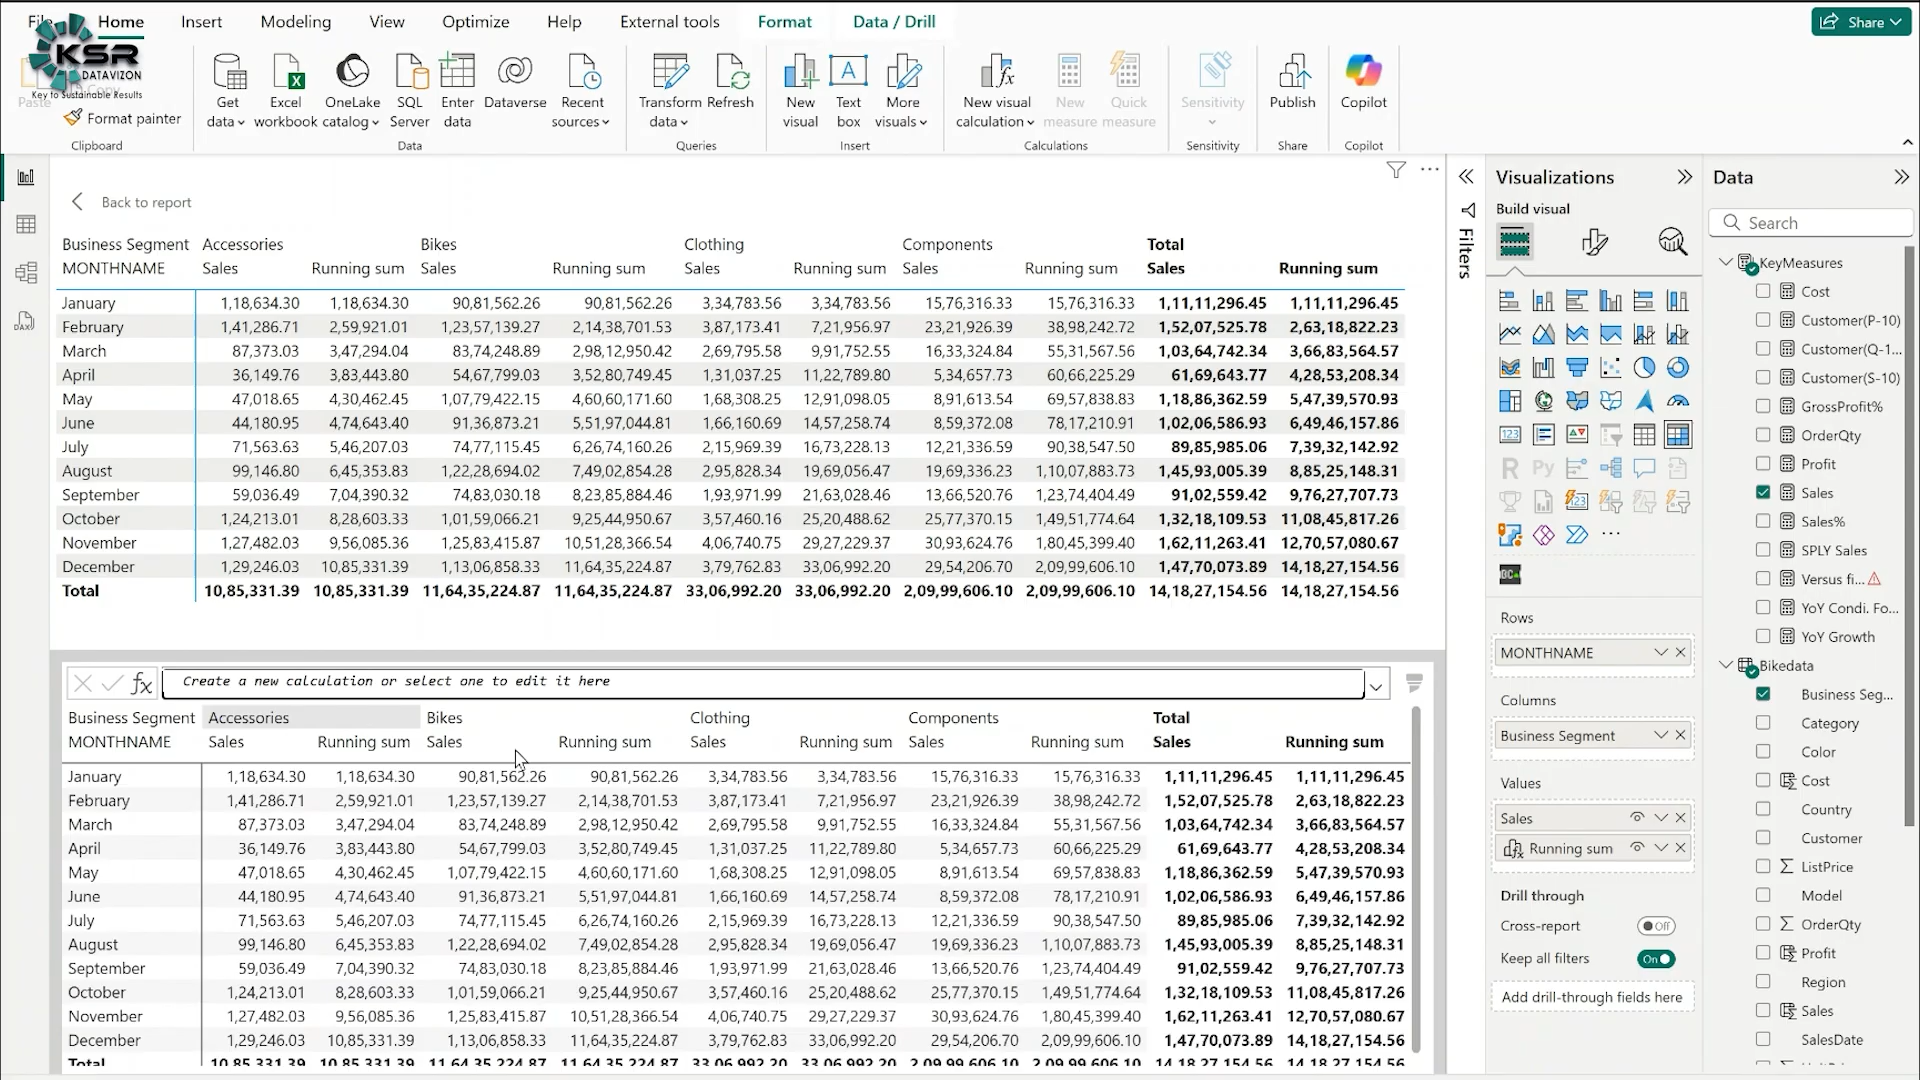 File Home Insert Modeling View Optimize Help External tools Format Data / Drill Share
KSR
DATAVIZON
Key to Sustainable Results
Paste Copy
Format painter
Clipboard
Get data
Excel workbook
OneLake catalog
SQL Server
Enter data
Dataverse
Recent sources
Data
Transform data
Refresh
Queries
New visual
Text box
More visuals
Insert
New visual calculation
New measure
Quick measure
Calculations
Sensitivity
Sensitivity
Publish
Share
Copilot
Copilot
Back to report
Business Segment Accessories Bikes Clothing Components Total
MONTHNAME Sales Running sum Sales Running sum Sales Running sum Sales Running sum Sales Running sum
January 1,18,634.30 1,18,634.30 90,81,562.26 90,81,562.26 3,34,783.56 3,34,783.56 15,76,316.33 15,76,316.33 1,11,11,296.45 1,11,11,296.45
February 1,41,286.71 2,59,921.01 1,23,57,139.27 2,14,38,701.53 3,87,173.41 7,21,956.97 23,21,926.39 38,98,242.72 1,52,07,525.78 2,63,18,822.23
March 87,373.03 3,47,294.04 83,74,248.89 2,98,12,950.42 2,69,795.58 9,91,752.55 16,33,324.84 55,31,567.56 1,03,64,742.34 3,66,83,564.57
April 36,149.76 3,83,443.80 54,67,799.03 3,52,80,749.45 1,31,037.25 11,22,789.80 5,34,657.73 60,66,225.29 61,69,643.77 4,28,53,208.34
May 47,018.65 4,30,462.45 1,07,79,422.15 4,60,60,171.60 1,68,308.25 12,91,098.05 8,91,613.54 69,57,838.83 1,18,86,362.59 5,47,39,570.93
June 44,180.95 4,74,643.40 91,36,873.21 5,51,97,044.81 1,66,160.69 14,57,258.74 8,59,372.08 78,17,210.91 1,02,06,586.93 6,49,46,157.86
July 71,563.63 5,46,207.03 74,77,115.45 6,26,74,160.26 2,15,969.39 16,73,228.13 12,21,336.59 90,38,547.50 89,85,985.06 7,39,32,142.92
August 99,146.80 6,45,353.83 1,22,28,694.02 7,49,02,854.28 2,95,828.34 19,69,056.47 19,69,336.23 1,10,07,883.73 1,45,93,005.39 8,85,25,148.31
September 59,036.49 7,04,390.32 74,83,030.18 8,23,85,884.46 1,93,971.99 21,63,028.46 13,66,520.76 1,23,74,404.49 91,02,559.42 9,76,27,707.73
October 1,24,213.01 8,28,603.33 1,01,59,066.21 9,25,44,950.67 3,57,460.16 25,20,488.62 25,77,370.15 1,49,51,774.64 1,32,18,109.53 11,08,45,817.26
November 1,27,482.03 9,56,085.36 1,25,83,415.87 10,51,28,366.54 4,06,740.75 29,27,229.37 30,93,624.76 1,80,45,399.40 1,62,11,263.41 12,70,57,080.67
December 1,29,246.03 10,85,331.39 1,13,06,858.33 11,64,35,224.87 3,79,762.83 33,06,992.20 29,54,206.70 2,09,99,606.10 1,47,70,073.89 14,18,27,154.56
Total 10,85,331.39 10,85,331.39 11,64,35,224.87 11,64,35,224.87 33,06,992.20 33,06,992.20 2,09,99,606.10 2,09,99,606.10 14,18,27,154.56 14,18,27,154.56
fx Create a new calculation or select one to edit it here
Business Segment Accessories Bikes Clothing Components Total
MONTHNAME Sales Running sum Sales Running sum Sales Running sum Sales Running sum Sales Running sum
January 1,18,634.30 1,18,634.30 90,81,562.26 90,81,562.26 3,34,783.56 3,34,783.56 15,76,316.33 15,76,316.33 1,11,11,296.45 1,11,11,296.45
February 1,41,286.71 2,59,921.01 1,23,57,139.27 2,14,38,701.53 3,87,173.41 7,21,956.97 23,21,926.39 38,98,242.72 1,52,07,525.78 2,63,18,822.23
March 87,373.03 3,47,294.04 83,74,248.89 2,98,12,950.42 2,69,795.58 9,91,752.55 16,33,324.84 55,31,567.56 1,03,64,742.34 3,66,83,564.57
April 36,149.76 3,83,443.80 54,67,799.03 3,52,80,749.45 1,31,037.25 11,22,789.80 5,34,657.73 60,66,225.29 61,69,643.77 4,28,53,208.34
May 47,018.65 4,30,462.45 1,07,79,422.15 4,60,60,171.60 1,68,308.25 12,91,098.05 8,91,613.54 69,57,838.83 1,18,86,362.59 5,47,39,570.93
June 44,180.95 4,74,643.40 91,36,873.21 5,51,97,044.81 1,66,160.69 14,57,258.74 8,59,372.08 78,17,210.91 1,02,06,586.93 6,49,46,157.86
July 71,563.63 5,46,207.03 74,77,115.45 6,26,74,160.26 2,15,969.39 16,73,228.13 12,21,336.59 90,38,547.50 89,85,985.06 7,39,32,142.92
August 99,146.80 6,45,353.83 1,22,28,694.02 7,49,02,854.28 2,95,828.34 19,69,056.47 19,69,336.23 1,10,07,883.73 1,45,93,005.39 8,85,25,148.31
September 59,036.49 7,04,390.32 74,83,030.18 8,23,85,884.46 1,93,971.99 21,63,028.46 13,66,520.76 1,23,74,404.49 91,02,559.42 9,76,27,707.73
October 1,24,213.01 8,28,603.33 1,01,59,066.21 9,25,44,950.67 3,57,460.16 25,20,488.62 25,77,370.15 1,49,51,774.64 1,32,18,109.53 11,08,45,817.26
November 1,27,482.03 9,56,085.36 1,25,83,415.87 10,51,28,366.54 4,06,740.75 29,27,229.37 30,93,624.76 1,80,45,399.40 1,62,11,263.41 12,70,57,080.67
December 1,29,246.03 10,85,331.39 1,13,06,858.33 11,64,35,224.87 3,79,762.83 33,06,992.20 29,54,206.70 2,09,99,606.10 1,47,70,073.89 14,18,27,154.56
Total 10,85,331.39 10,85,331.39 11,64,35,224.87 11,64,35,224.87 33,06,992.20 33,06,992.20 2,09,99,606.10 2,09,99,606.10 14,18,27,154.56 14,18,27,154.56
Filters
Visualizations
Build visual
R Py
123
Rows
MONTHNAME
Columns
Business Segment
Values
Sales
Running sum
Drill through
Cross-report Off
Keep all filters On
Add drill-through fields here
Data
Search
KeyMeasures
Cost
Customer(P-10)
Customer(Q-1...
Customer(S-10)
GrossProfit%
OrderQty
Profit
Sales
Sales%
SPLY Sales
Versus fi...
YoY Condi. Fo...
YoY Growth
Bikedata
Business Seg...
Category
Color
Cost
Country
Customer
ListPrice
Model
OrderQty
Profit
Region
Sales
SalesDate